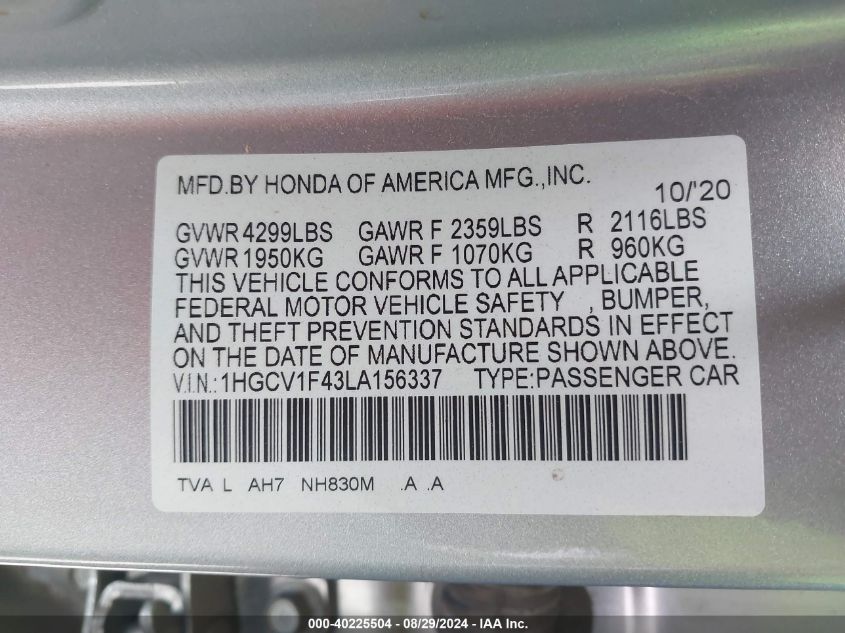 MFD.BY HONDA OF AMERICA MFG.,INC. 10/'20
GVWR 4299LBS GAWR F 2359LBS R 2116LBS
GVWR 1950KG GAWR F 1070KG R 960KG
THIS VEHICLE CONFORMS TO ALL APPLICABLE
FEDERAL MOTOR VEHICLE SAFETY , BUMPER,
AND THEFT PREVENTION STANDARDS IN EFFECT
ON THE DATE OF MANUFACTURE SHOWN ABOVE.
V.I.N.: 1HGCV1F43LA156337 TYPE:PASSENGER CAR
TVA L AH7 NH830M .A .A
000-40225504 - 08/29/2024 - IAA Inc.